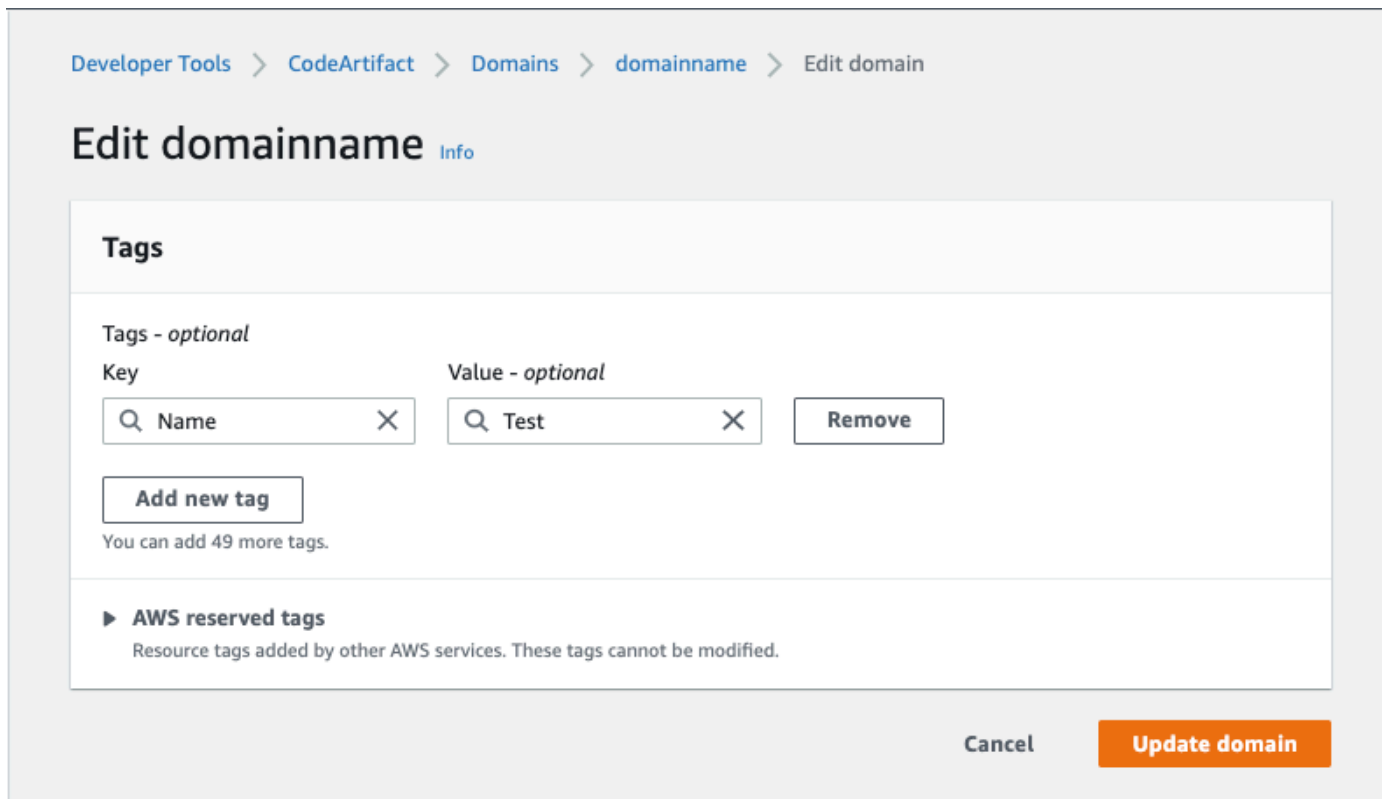 Developer Tools > CodeArtifact > Domains > domainname > Edit domain
Edit domainname Info
Tags
Tags - optional
Key Value - optional
Name Test Remove
Add new tag
You can add 49 more tags.
AWS reserved tags
Resource tags added by other AWS services. These tags cannot be modified.
Cancel Update domain